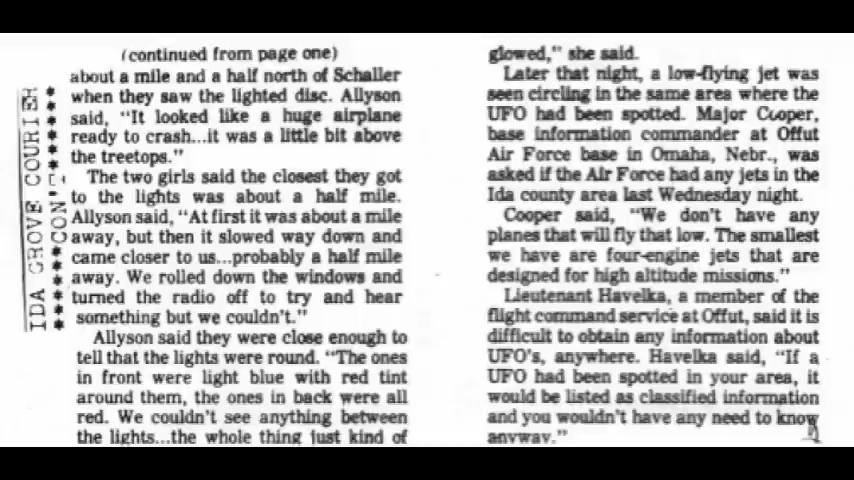 IDA GROVE COURIER
CON'T
(continued from page one)
about a mile and a half north of Schaller
when they saw the lighted disc. Allyson
said, "It looked like a huge airplane
ready to crash...it was a little bit above
the treetops."
The two girls said the closest they got
to the lights was about a half mile.
Allyson said, "At first it was about a mile
away, but then it slowed way down and
came closer to us...probably a half mile
away. We rolled down the windows and
turned the radio off to try and hear
something but we couldn't."
Allyson said they were close enough to
tell that the lights were round. "The ones
in front were light blue with red tint
around them, the ones in back were all
red. We couldn't see anything between
the lights...the whole thing just kind of
glowed," she said.
Later that night, a low-flying jet was
seen circling in the same area where the
UFO had been spotted. Major Cooper,
base information commander at Offut
Air Force base in Omaha, Nebr., was
asked if the Air Force had any jets in the
Ida county area last Wednesday night.
Cooper said, "We don't have any
planes that will fly that low. The smallest
we have are four-engine jets that are
designed for high altitude missions."
Lieutenant Havelka, a member of the
flight command service at Offut, said it is
difficult to obtain any information about
UFO's, anywhere. Havelka said, "If a
UFO had been spotted in your area, it
would be listed as classified information
and you wouldn't have any need to know
anyway."